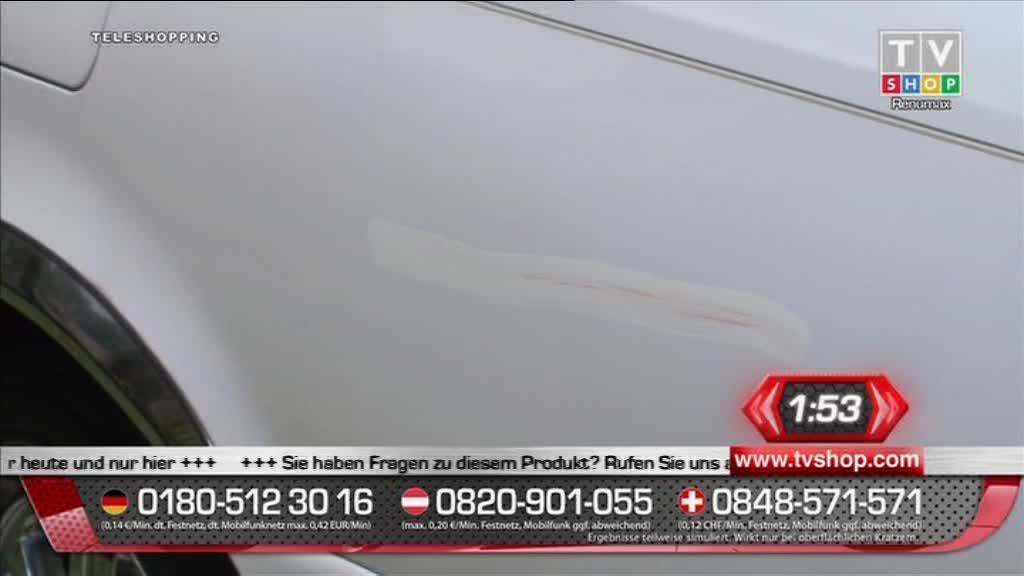 TELESHOPPING
TV
SHOP
Renumax
1:53
r heute und nur hier +++ +++ Sie haben Fragen zu diesem Produkt? Rufen Sie uns
www.tvshop.com
0180-512 30 16 0820-901-055 0848-571-571
(0,14 €/Min. dt. Festnetz, dt. Mobilfunknetz max. 0,42 EUR/Min) (max. 0,20 €/Min. Festnetz, Mobilfunk ggf. abweichend) (0,12 CHF/Min. Festnetz, Mobilfunk ggf. abweichend)
Ergebnisse teilweise simuliert. Wirkt nur bei oberflächlichen Kratzern.